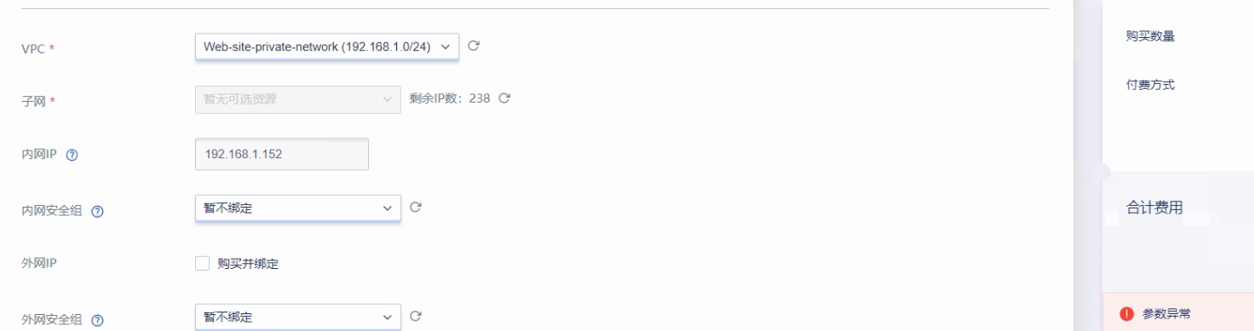 VPC * Web-site-private-network (192.168.1.0/24)
子网 * 暂无可选资源 剩余IP数: 238
内网IP 192.168.1.152
内网安全组 暂不绑定
外网IP 购买并绑定
外网安全组 暂不绑定
购买数量
付费方式
合计费用
参数异常